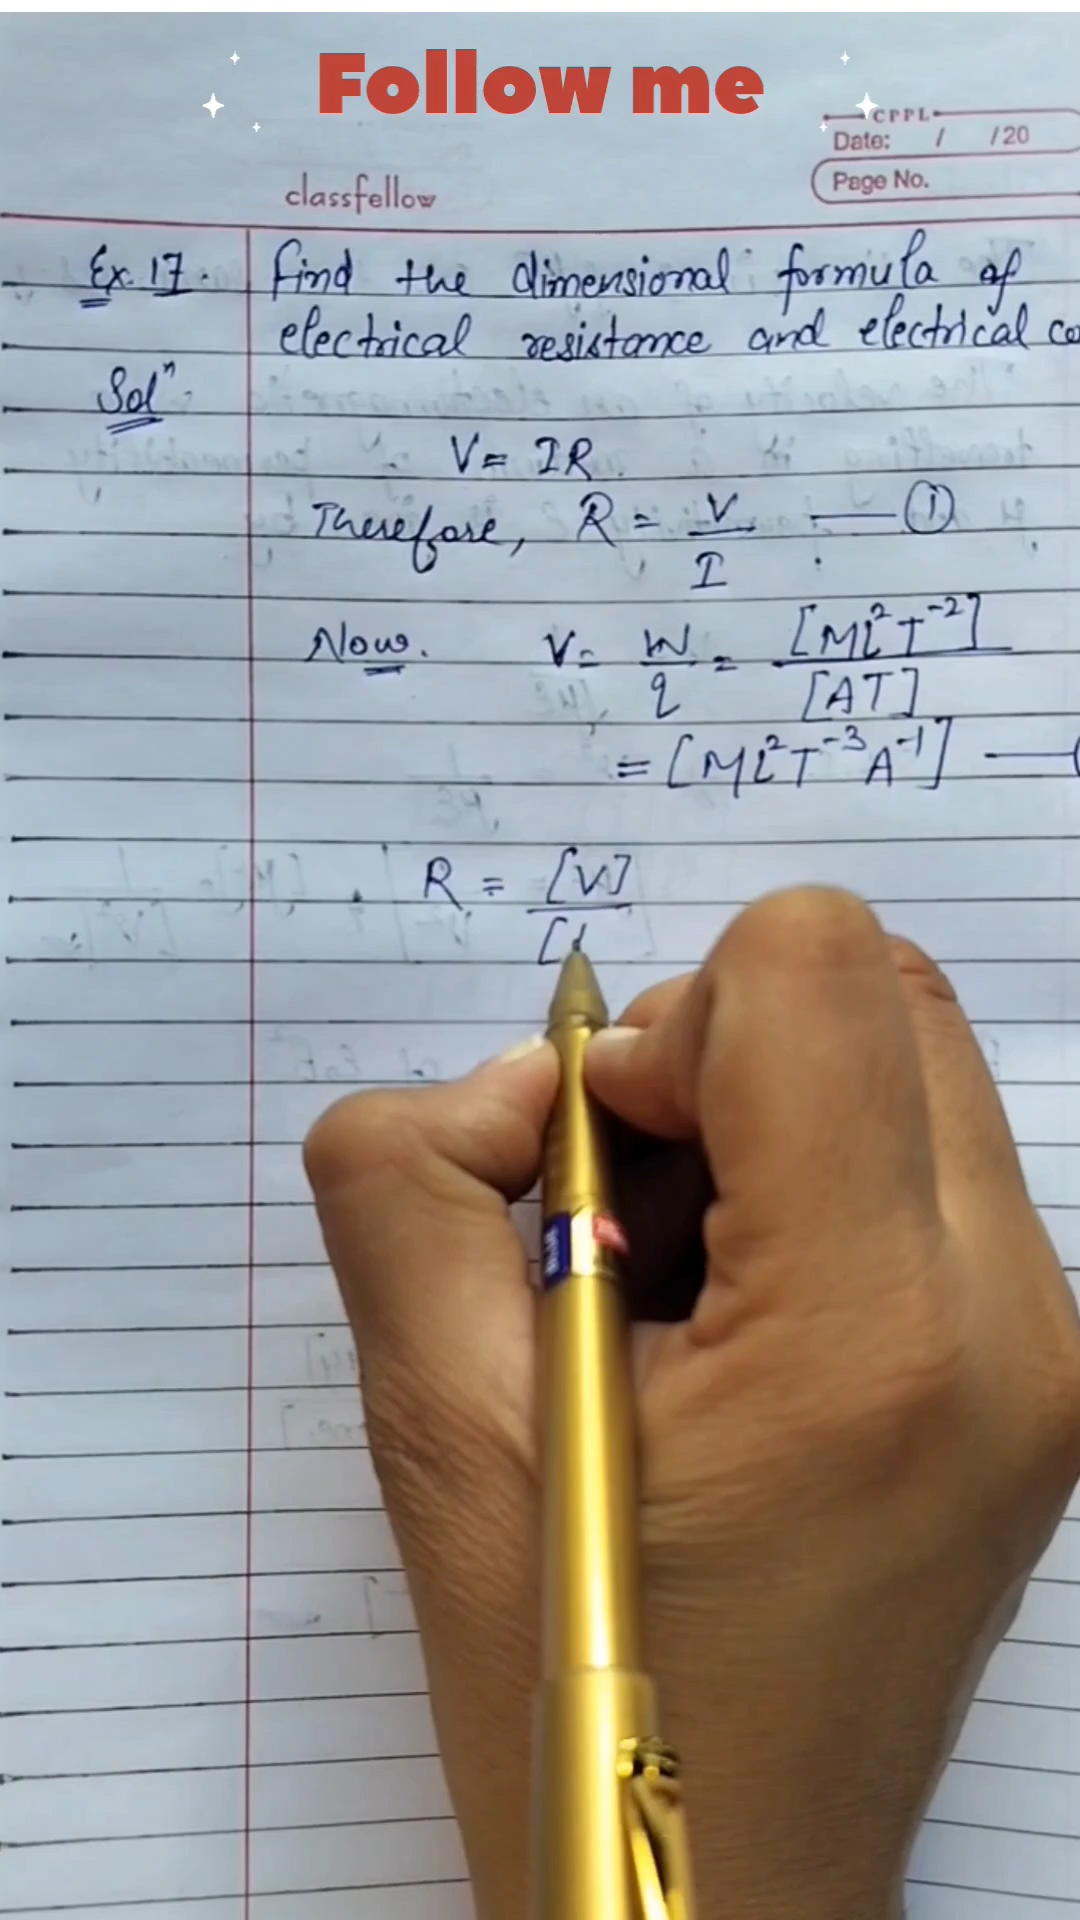 Follow me
CPPL
Date: / /20
Page No.
classfellow
Ex. 17. Find the dimensional formula of
electrical resistance and electrical co
Solⁿ:
V = IR.
Therefore, R = V/I —— ①
Now. V = W/q = [ML²T⁻²]/[AT]
= [ML²T⁻³A⁻¹] ——
R = [V]/[
BLUE